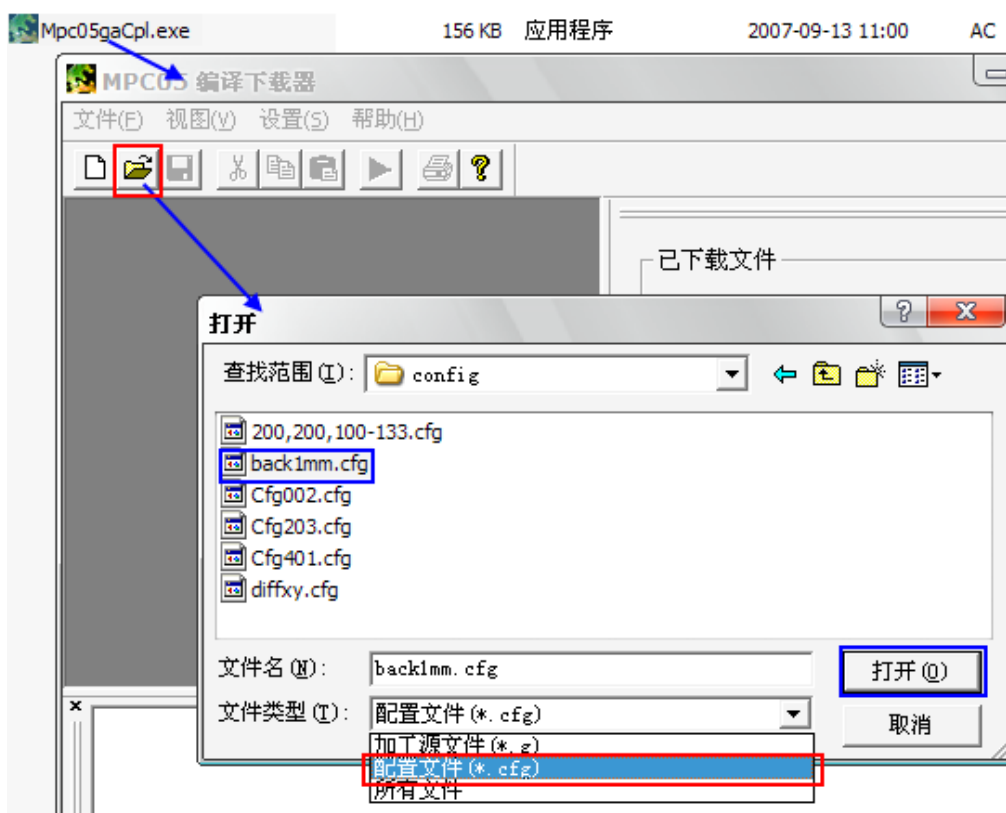 Mpc05gaCpl.exe 156 KB 应用程序 2007-09-13 11:00 AC
MPC05 编译下载器
文件(F) 视图(V) 设置(S) 帮助(H)
已下载文件
打开
查找范围(I): config
200,200,100-133.cfg
back1mm.cfg
Cfg002.cfg
Cfg203.cfg
Cfg401.cfg
diffxy.cfg
文件名(N): back1mm.cfg 打开(O)
文件类型(T): 配置文件(*.cfg) 取消
加工源文件(*.g)
配置文件(*.cfg)
所有文件